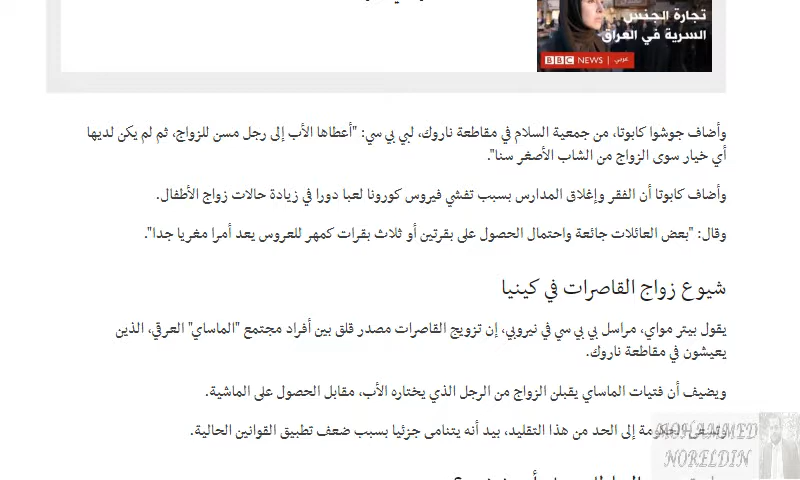 تجارة الجنس
السرية في العراق
BBC NEWS | عربي
وأضاف جوشوا كابوتا، من جمعية السلام في مقاطعة ناروك، لبي بي سي: "أعطاها الأب إلى رجل مسن للزواج، ثم لم يكن لديها
أي خيار سوى الزواج من الشاب الأصغر سنا".
وأضاف كابوتا أن الفقر وإغلاق المدارس بسبب تفشي فيروس كورونا لعبا دورا في زيادة حالات زواج الأطفال.
وقال: "بعض العائلات جائعة واحتمال الحصول على بقرتين أو ثلاث بقرات كمهر للعروس يعد أمرا مغريا جدا".
شيوع زواج القاصرات في كينيا
يقول بيتر مواي، مراسل بي بي سي في نيروبي، إن تزويج القاصرات مصدر قلق بين أفراد مجتمع "الماساي" العرقي، الذين
يعيشون في مقاطعة ناروك.
ويضيف أن فتيات الماساي يقبلن الزواج من الرجل الذي يختاره الأب، مقابل الحصول على الماشية.
وتسعى الحكومة إلى الحد من هذا التقليد، بيد أنه يتنامى جزئيا بسبب ضعف تطبيق القوانين الحالية.
MOHAMMED
NORELDIN